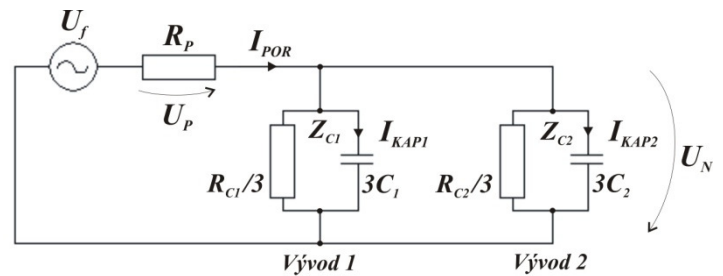 U_f
R_P
I_POR
U_P
Z_C1
I_KAP1
R_C1/3
3C_1
Z_C2
I_KAP2
R_C2/3
3C_2
U_N
Vývod 1
Vývod 2